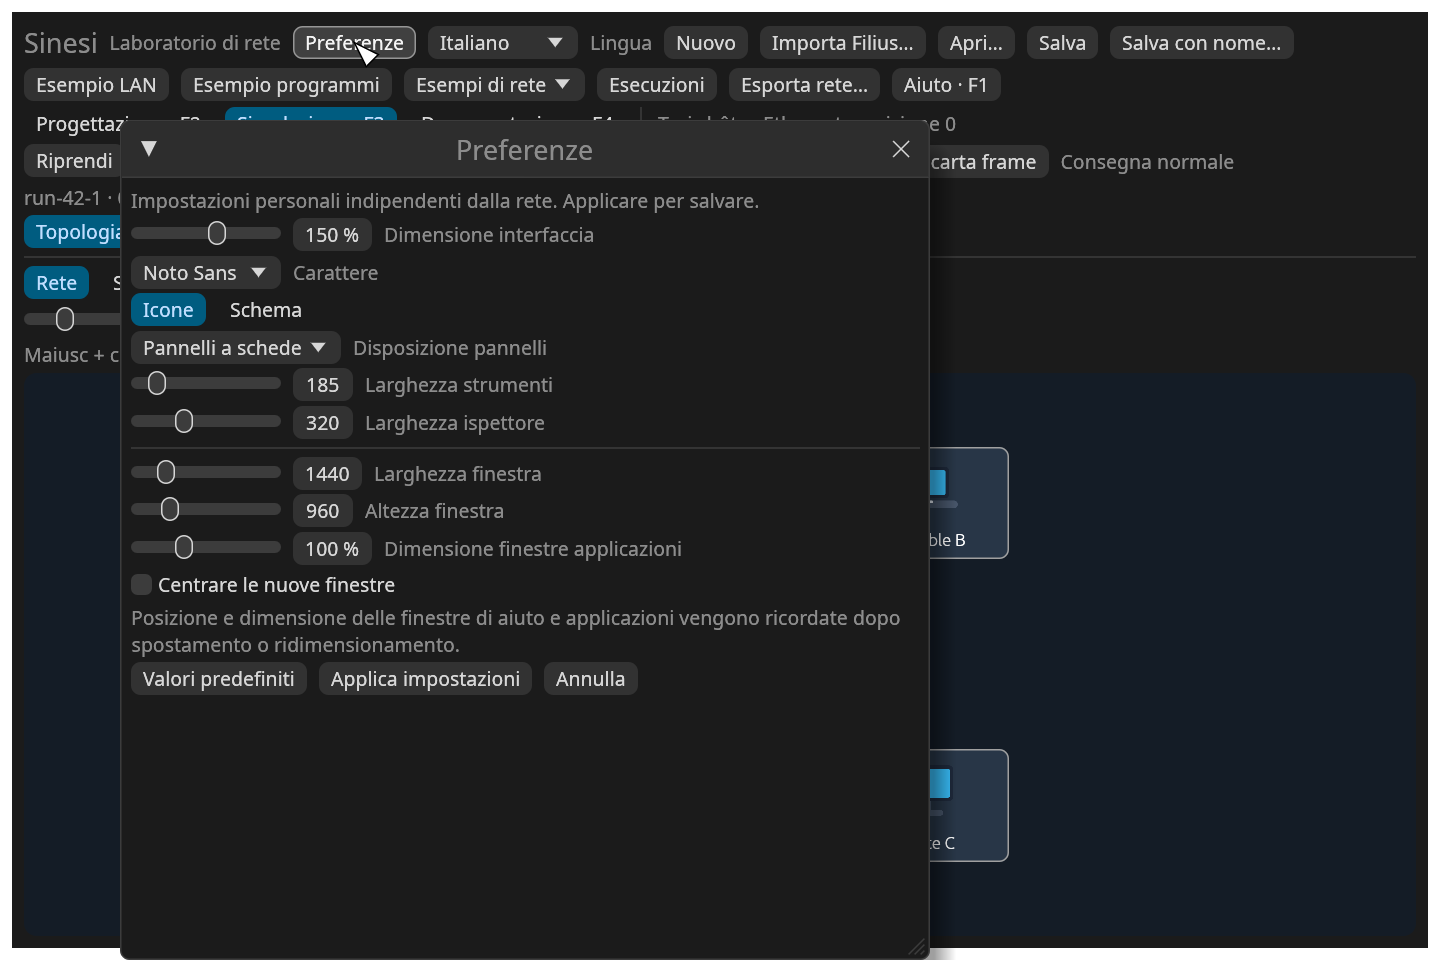 Sinesi Laboratorio di rete Preferenze Italiano Lingua Nuovo Importa Filius... Apri... Salva Salva con nome...
Esempio LAN Esempio programmi Esempi di rete Esecuzioni Esporta rete... Aiuto · F1
Riprendi carta frame Consegna normale
run-42-1 ·
Topologia
Rete
Maiusc +
Preferenze
Impostazioni personali indipendenti dalla rete. Applicare per salvare.
150 % Dimensione interfaccia
Noto Sans Carattere
Icone Schema
Pannelli a schede Disposizione pannelli
185 Larghezza strumenti
320 Larghezza ispettore
1440 Larghezza finestra
960 Altezza finestra
100 % Dimensione finestre applicazioni
Centrare le nuove finestre
Posizione e dimensione delle finestre di aiuto e applicazioni vengono ricordate dopo
spostamento o ridimensionamento.
Valori predefiniti Applica impostazioni Annulla
B
C